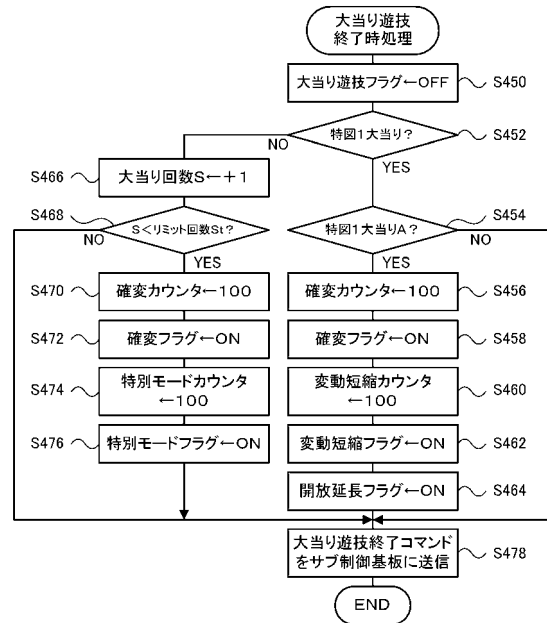 大当り遊技
終了時処理
大当り遊技フラグ←OFF
S450
特図1大当り?
S452
NO
YES
S466
大当り回数S←+1
S468
S<リミット回数St?
NO
YES
特図1大当りA?
S454
NO
YES
S470
確変カウンタ←100
確変カウンタ←100
S456
S472
確変フラグ←ON
確変フラグ←ON
S458
S474
特別モードカウンタ
←100
変動短縮カウンタ
←100
S460
S476
特別モードフラグ←ON
変動短縮フラグ←ON
S462
開放延長フラグ←ON
S464
大当り遊技終了コマンド
をサブ制御基板に送信
S478
END